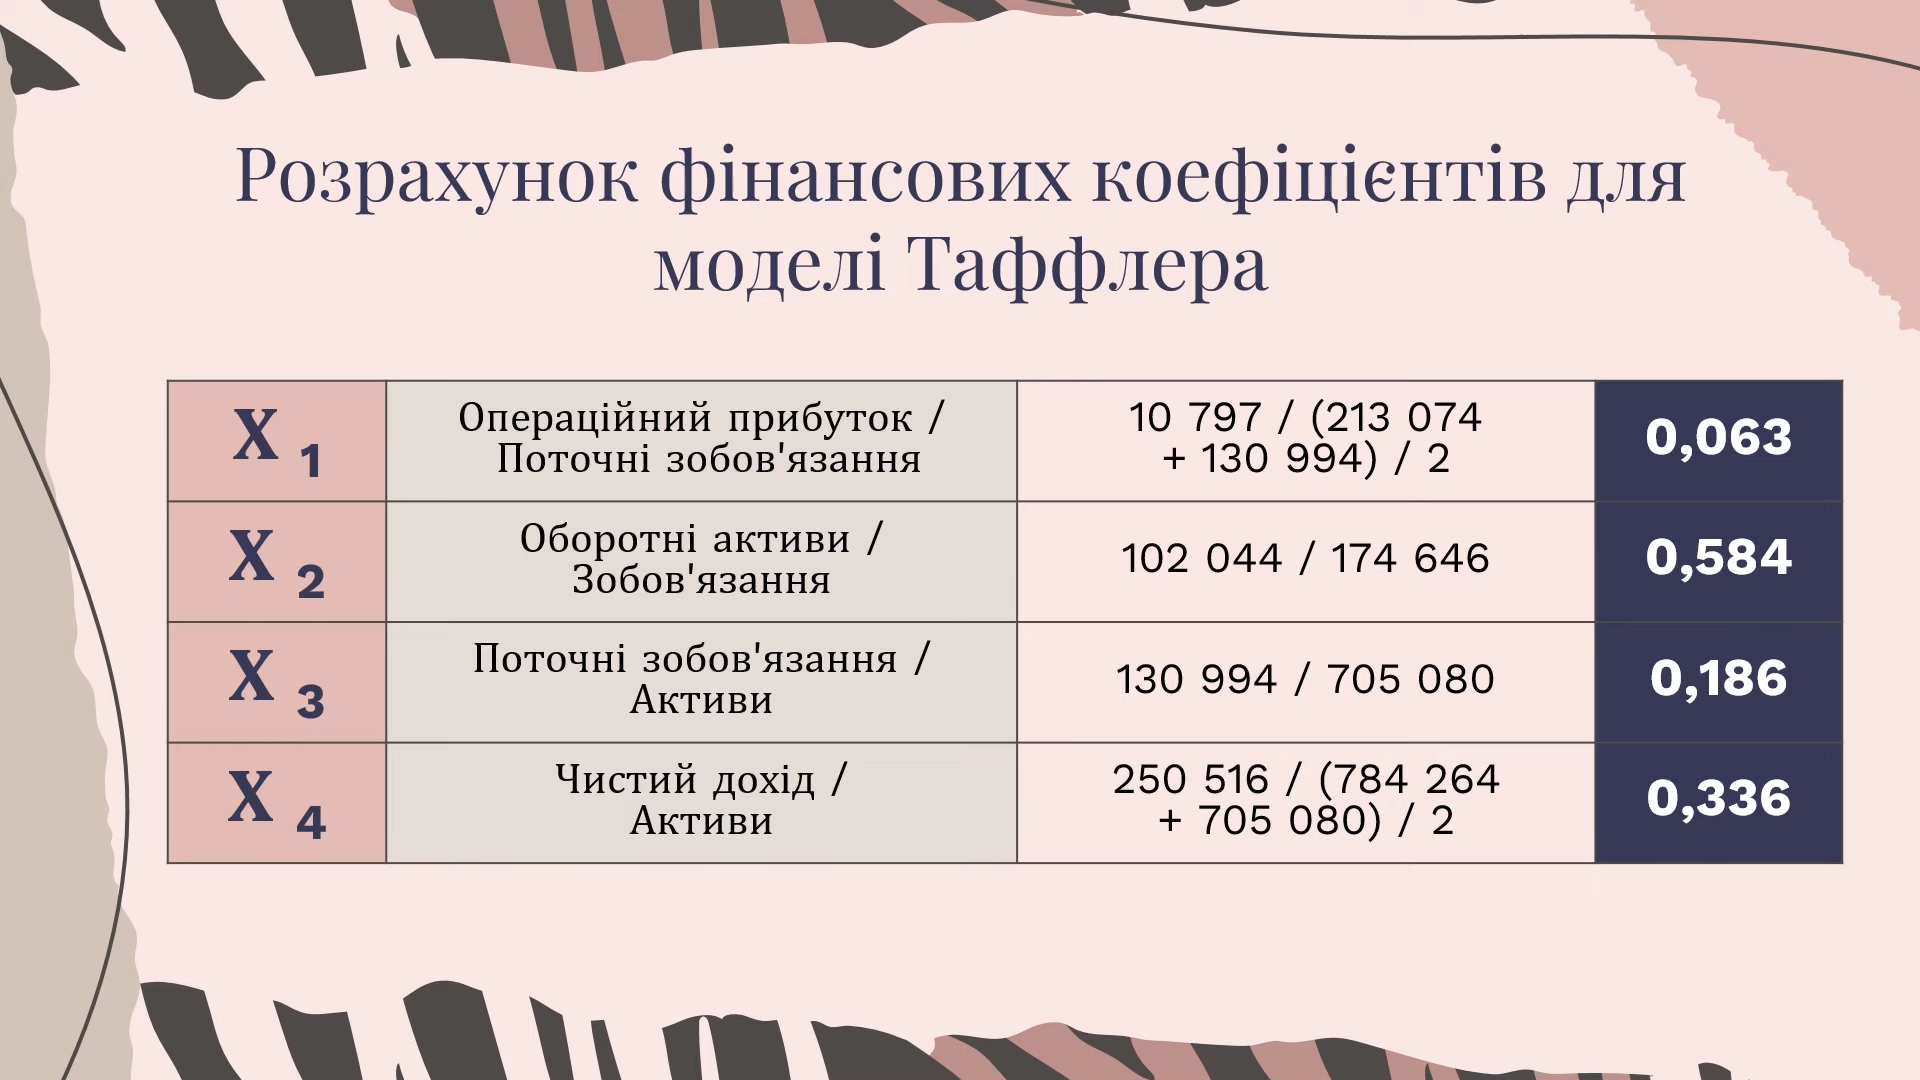 Розрахунок фінансових коефіцієнтів для
моделі Таффлера
X 1
Операційний прибуток /
Поточні зобов'язання
10 797 / (213 074
+ 130 994) / 2
0,063
X 2
Оборотні активи /
Зобов'язання
102 044 / 174 646
0,584
X 3
Поточні зобов'язання /
Активи
130 994 / 705 080
0,186
X 4
Чистий дохід /
Активи
250 516 / (784 264
+ 705 080) / 2
0,336